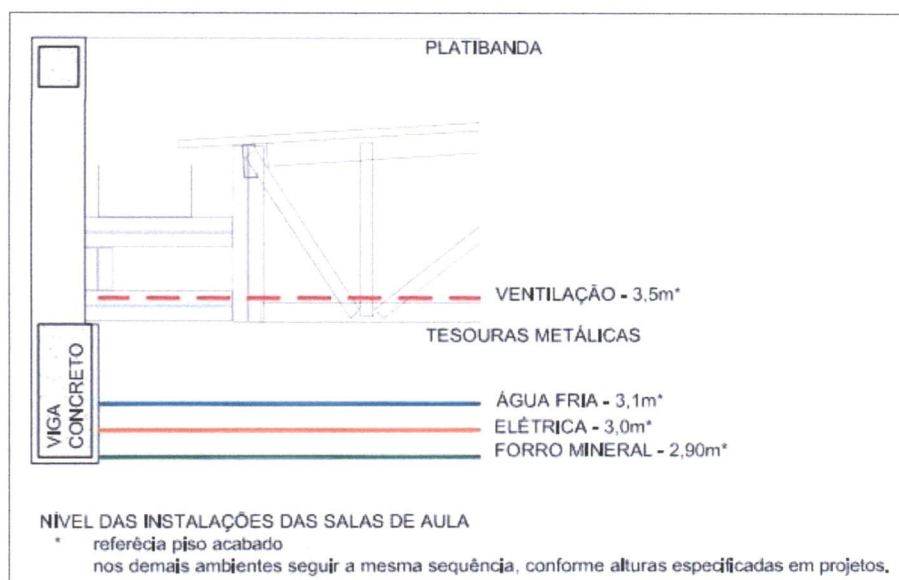 PLATIBANDA
VENTILAÇÃO - 3,5m*
TESOURAS METÁLICAS
VIGA
CONCRETO
ÁGUA FRIA - 3,1m*
ELÉTRICA - 3,0m*
FORRO MINERAL - 2,90m*
NÍVEL DAS INSTALAÇÕES DAS SALAS DE AULA
* referêcia piso acabado
nos demais ambientes seguir a mesma sequência, conforme alturas especificadas em projetos.